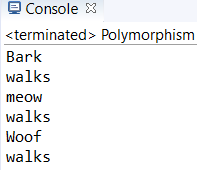 Console
<terminated> Polymorphism
Bark
walks
meow
walks
Woof
walks